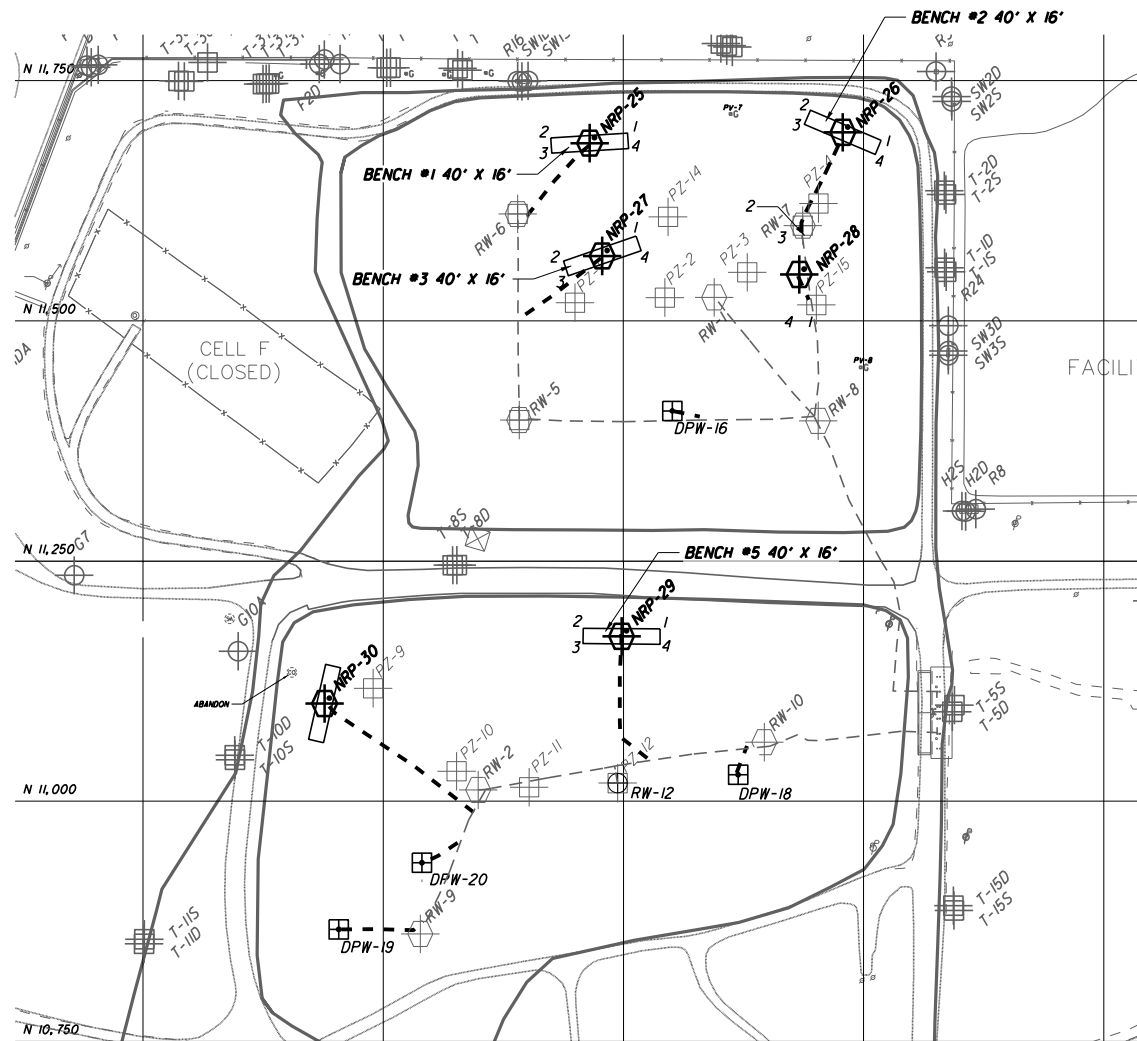 BENCH #2 40' X 16'
R16
N 11,750
F20
SW2D
SW2S
PV-7
G
NRP-25
NRP-26
2
1
3
4
2
3
1
4
BENCH #1 40' X 16'
PZ-14
PZ-4
T-2D
T-2S
RW-6
NRP-27
2
RW-7
3
NRP-28
PZ-3
T-1D
T-1S
2
1
3
4
BENCH #3 40' X 16'
PZ-2
PZ-15
R24
RW-1
4 1
N 11,500
SW3D
SW3S
CELL F
(CLOSED)
PV-8
G
FACILI
RW-5
RW-8
DPW-16
H2S
H2D
R8
T-8S
T-8D
G7
N 11,250
BENCH #5 40' X 16'
G10A
NRP-29
2
1
3
4
NRP-30
PZ-9
ABANDON
T-5S
T-5D
RW-10
T-10D
T-10S
PZ-10
RW-2
PZ-11
PZ-12
N 11,000
RW-12
DPW-18
DPW-20
RW-9
T-11S
T-11D
DPW-19
T-15D
T-15S
N 10,750